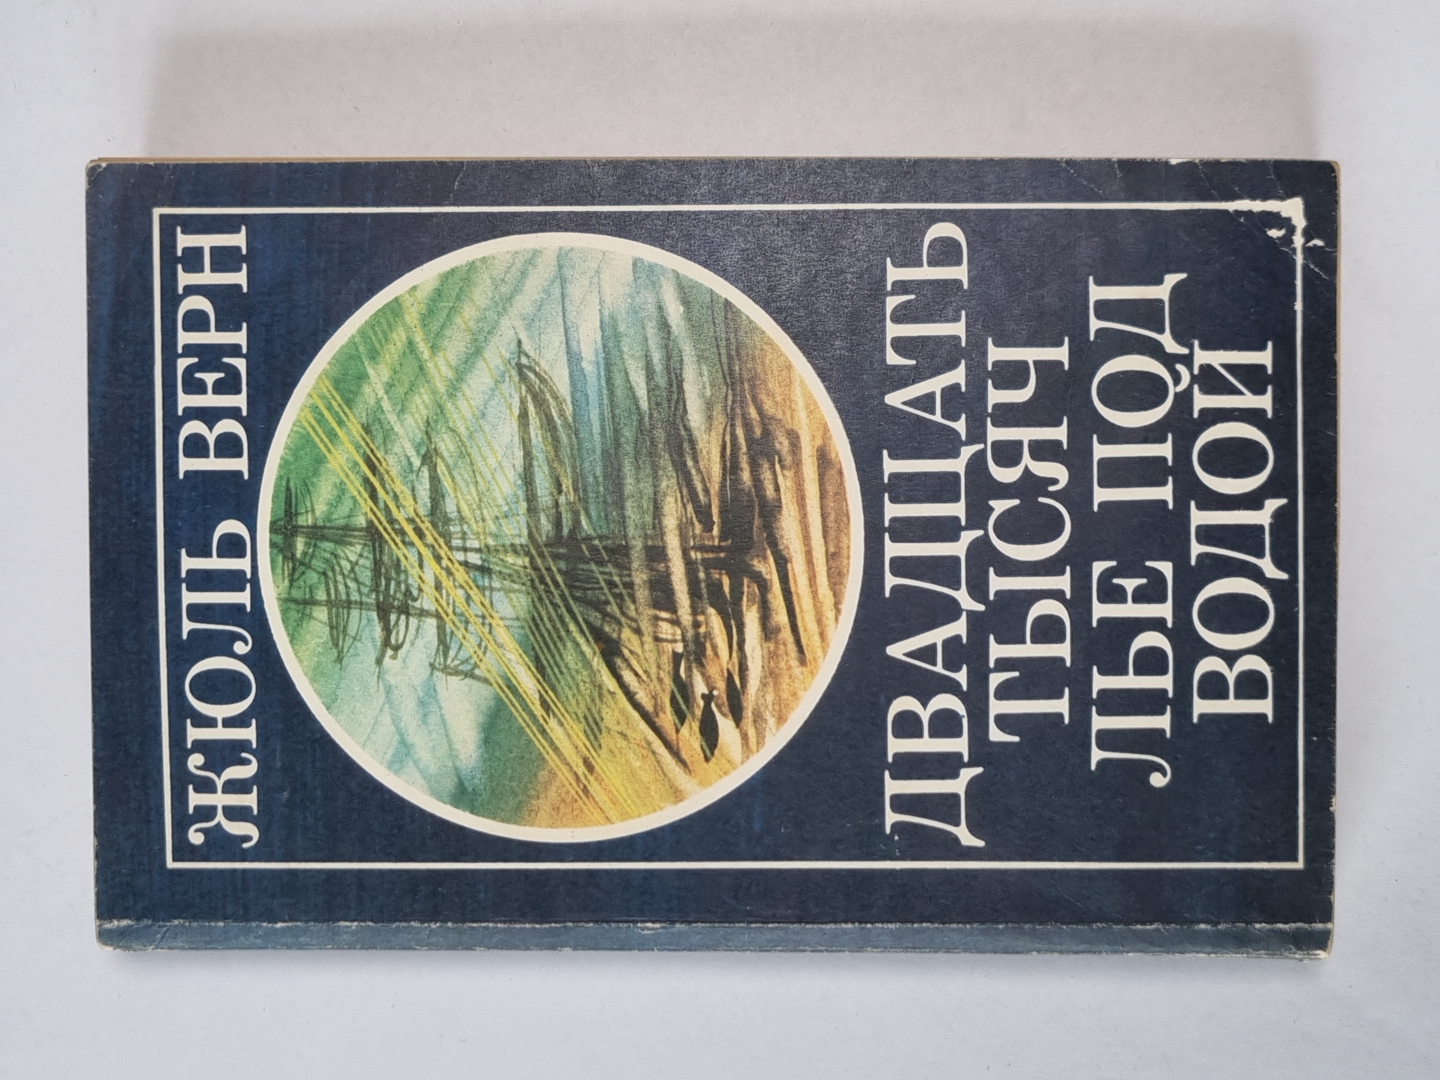 ЖЮЛЬ ВЕРН
ДВАДЦАТЬ
ТЫСЯЧ
ЛЬЕ ПОД
ВОДОЙ